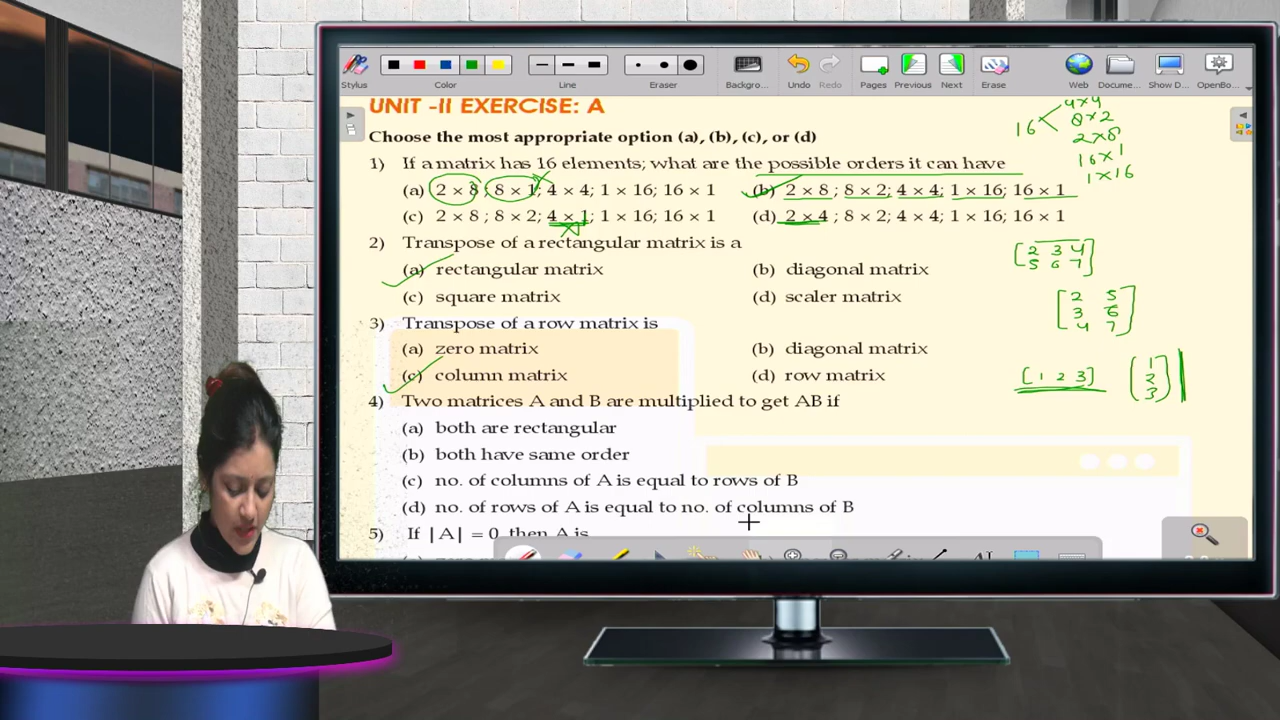 Stylus Color Line Eraser Backgro... Undo Redo Pages Previous Next Erase Web Docume... Show D... OpenBo...
UNIT -II EXERCISE: A
Choose the most appropriate option (a), (b), (c), or (d)
1) If a matrix has 16 elements; what are the possible orders it can have
(a) 2 × 8; 8 × 1; 4 × 4; 1 × 16; 16 × 1 (b) 2 × 8 ; 8 × 2; 4 × 4; 1 × 16; 16 × 1
(c) 2 × 8 ; 8 × 2; 4 × 1; 1 × 16; 16 × 1 (d) 2 × 4 ; 8 × 2; 4 × 4; 1 × 16; 16 × 1
2) Transpose of a rectangular matrix is a
(a) rectangular matrix (b) diagonal matrix
(c) square matrix (d) scaler matrix
3) Transpose of a row matrix is
(a) zero matrix (b) diagonal matrix
(c) column matrix (d) row matrix
4) Two matrices A and B are multiplied to get AB if
(a) both are rectangular
(b) both have same order
(c) no. of columns of A is equal to rows of B
(d) no. of rows of A is equal to no. of columns of B
5) If |A| = 0 then A is
4×4
16 8×2
2×8
16×1
1×16
[2 3 4
5 6 7]
[2 5
3 6
4 7]
[1 2 3]
[1
2
3]